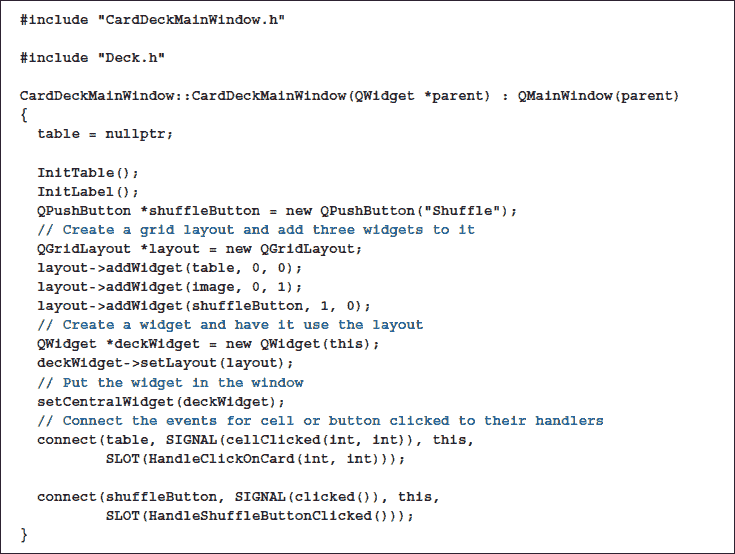 #include "CardDeckMainWindow.h"
#include "Deck.h"
CardDeckMainWindow::CardDeckMainWindow(QWidget *parent) : QMainWindow(parent)
{
table = nullptr;
InitTable();
InitLabel();
QPushButton *shuffleButton = new QPushButton("Shuffle");
// Create a grid layout and add three widgets to it
QGridLayout *layout = new QGridLayout;
layout->addWidget(table, 0, 0);
layout->addWidget(image, 0, 1);
layout->addWidget(shuffleButton, 1, 0);
// Create a widget and have it use the layout
QWidget *deckWidget = new QWidget(this);
deckWidget->setLayout(layout);
// Put the widget in the window
setCentralWidget(deckWidget);
// Connect the events for cell or button clicked to their handlers
connect(table, SIGNAL(cellClicked(int, int)), this,
SLOT(HandleClickOnCard(int, int)));
connect(shuffleButton, SIGNAL(clicked()), this,
SLOT(HandleShuffleButtonClicked()));
}